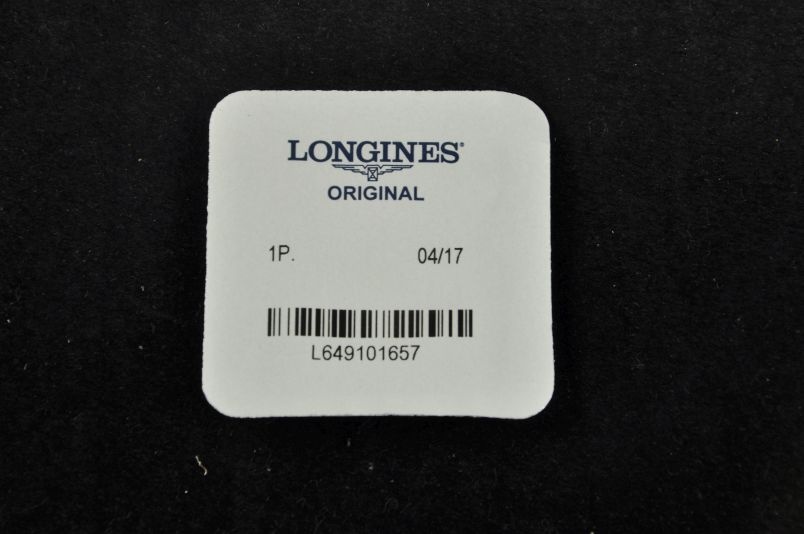 LONGINES
ORIGINAL
1P. 04/17
L649101657